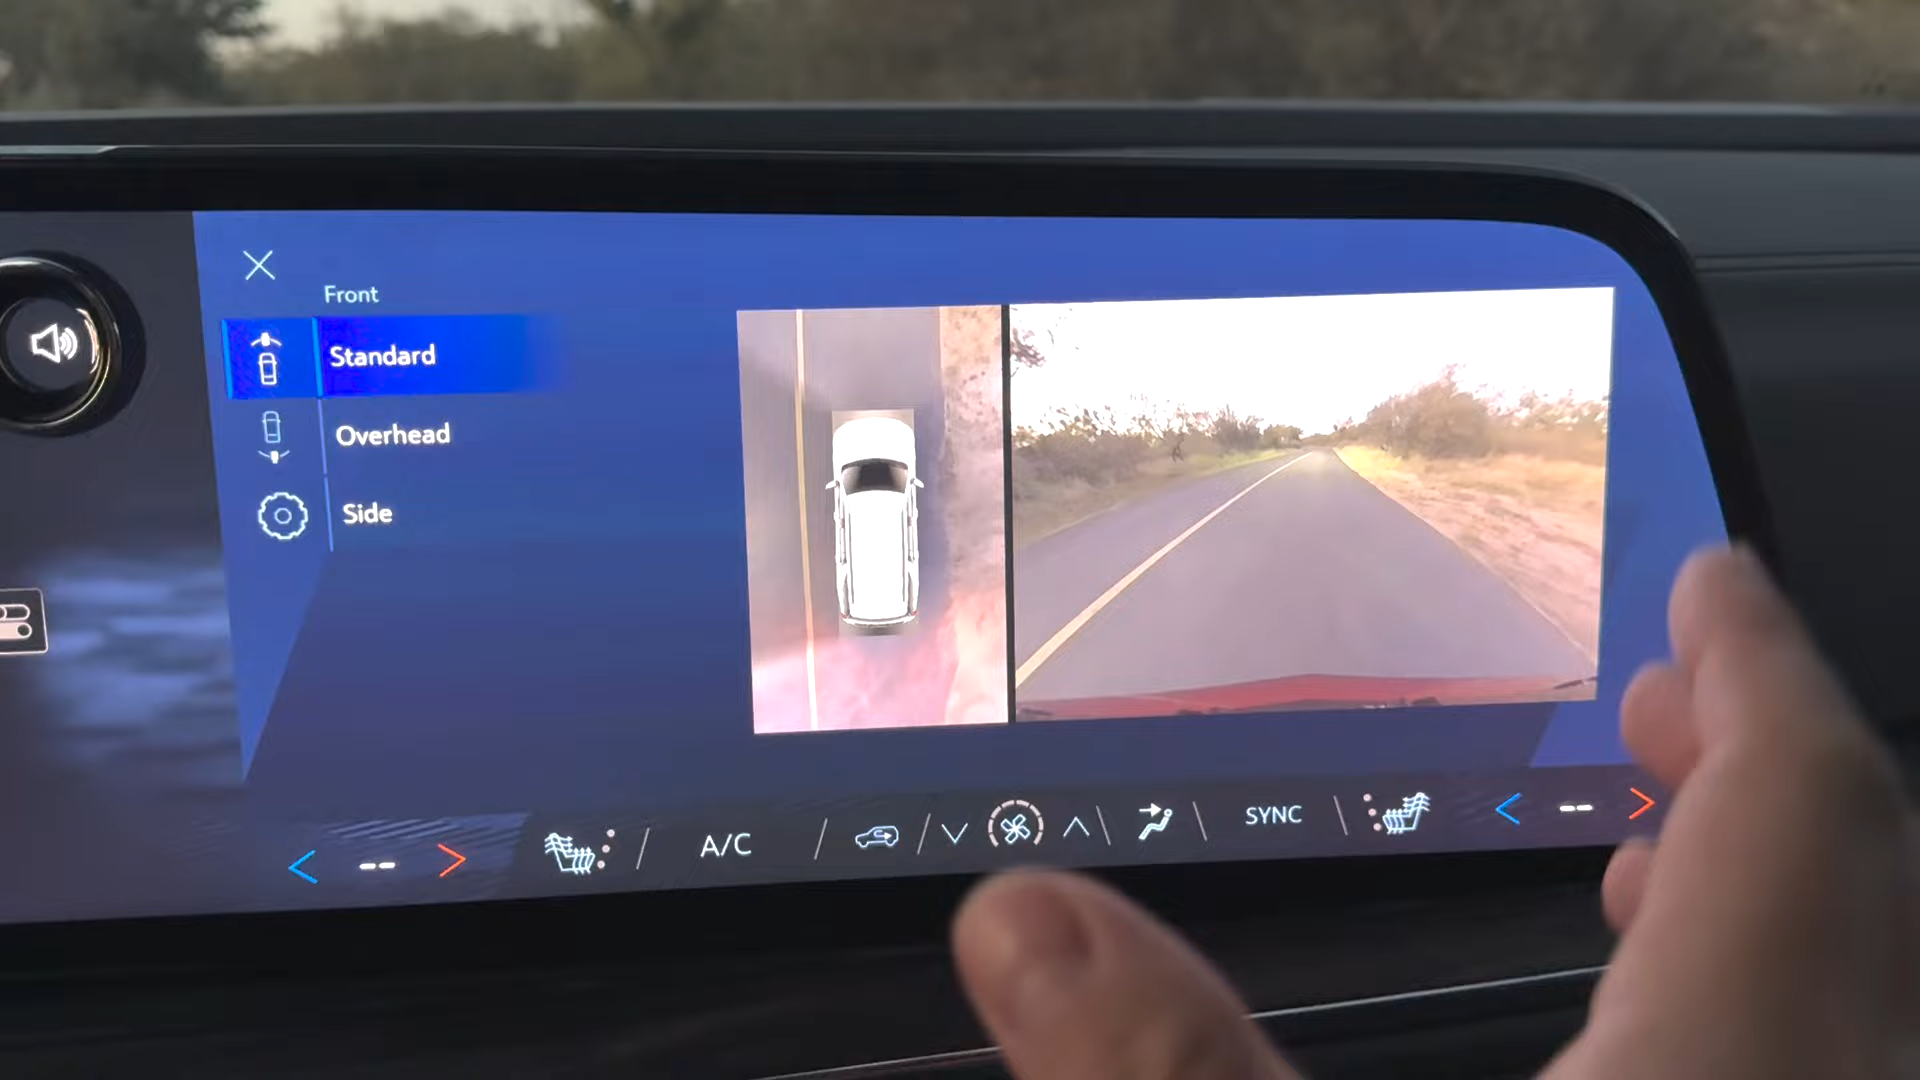 Front
Standard
Overhead
Side
-- A/C SYNC --